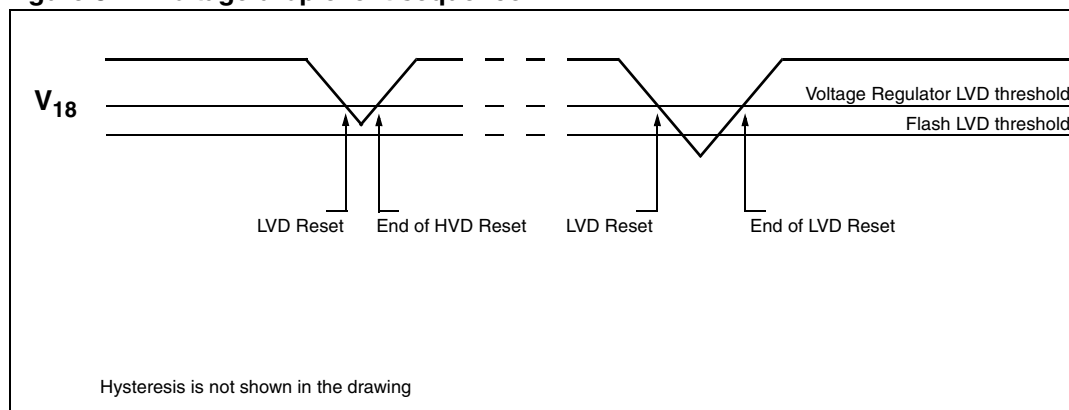 V18
Voltage Regulator LVD threshold
Flash LVD threshold
LVD Reset End of HVD Reset LVD Reset End of LVD Reset
Hysteresis is not shown in the drawing